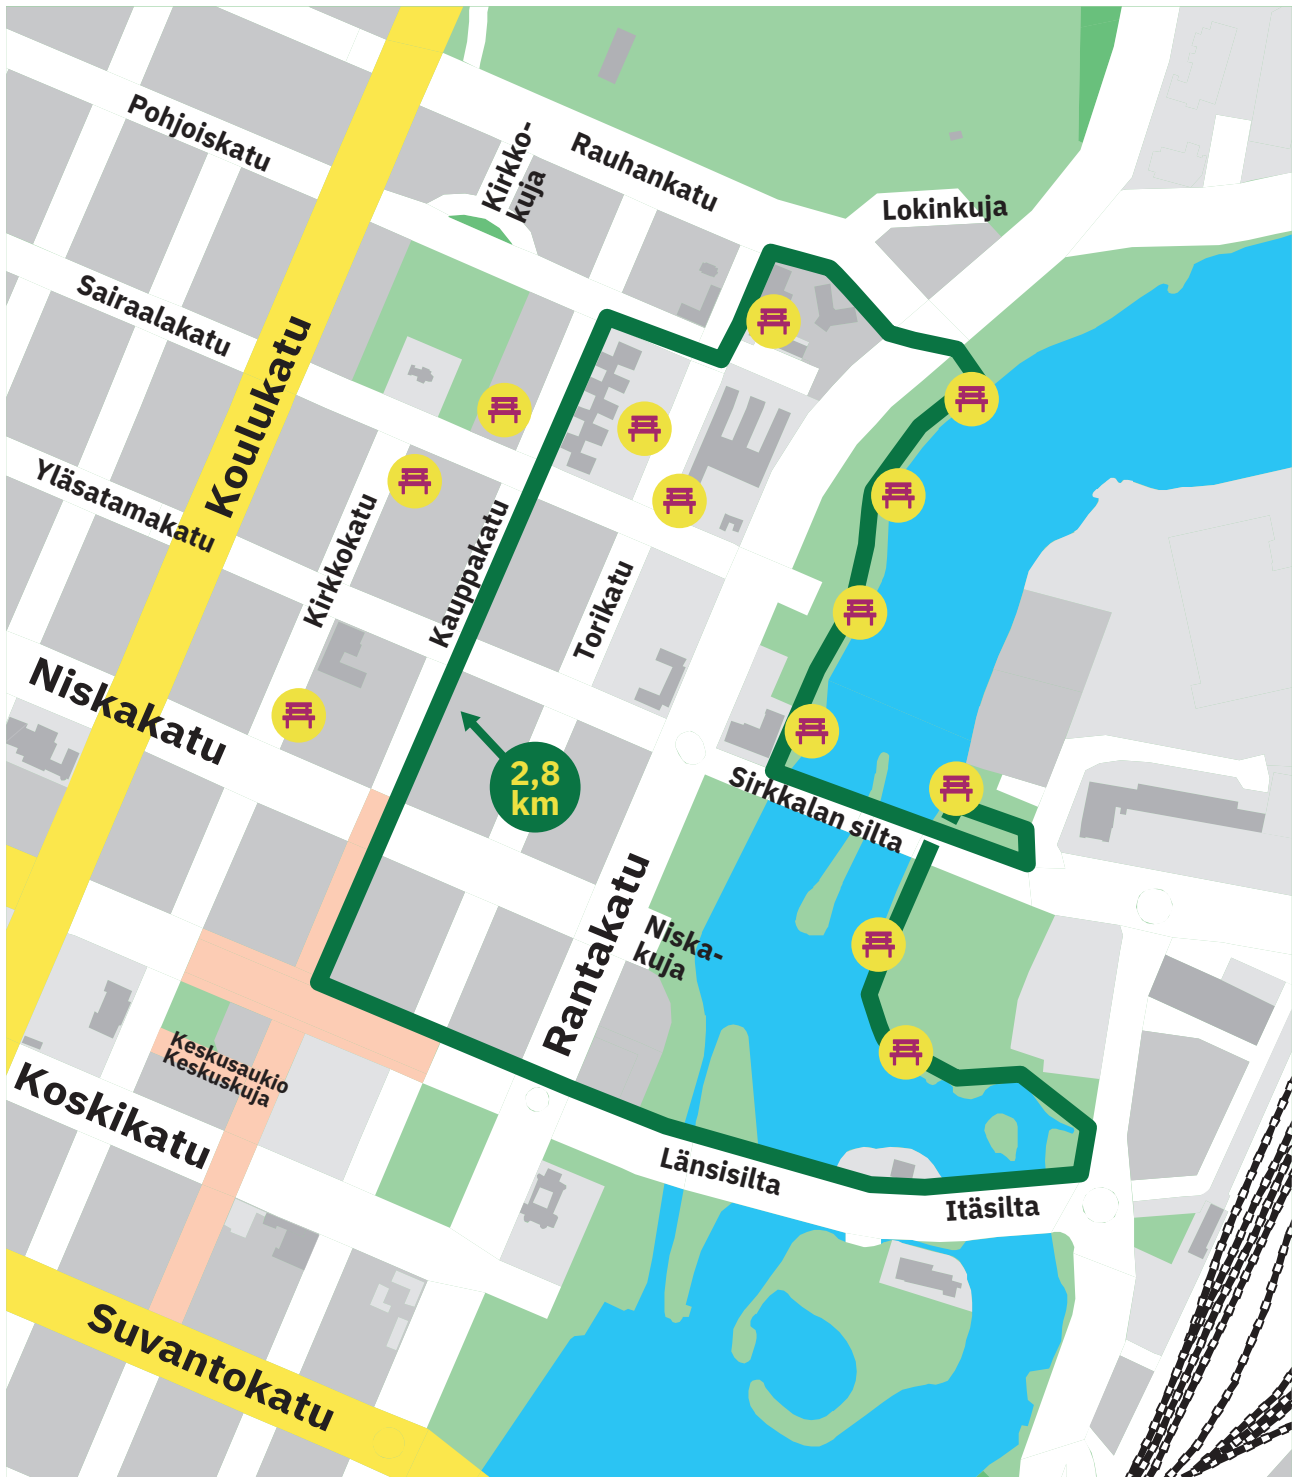 Pohjoiskatu
Kirkko-
kuja
Rauhankatu
Lokinkuja
Sairaalakatu
Koulukatu
Yläsatamakatu
Kirkkokatu
Kauppakatu
Torikatu
Niskakatu
2,8
km
Sirkkalan silta
Rantakatu
Niska-
kuja
Keskusaukio
Keskuskuja
Koskikatu
Länsisilta
Itäsilta
Suvantokatu